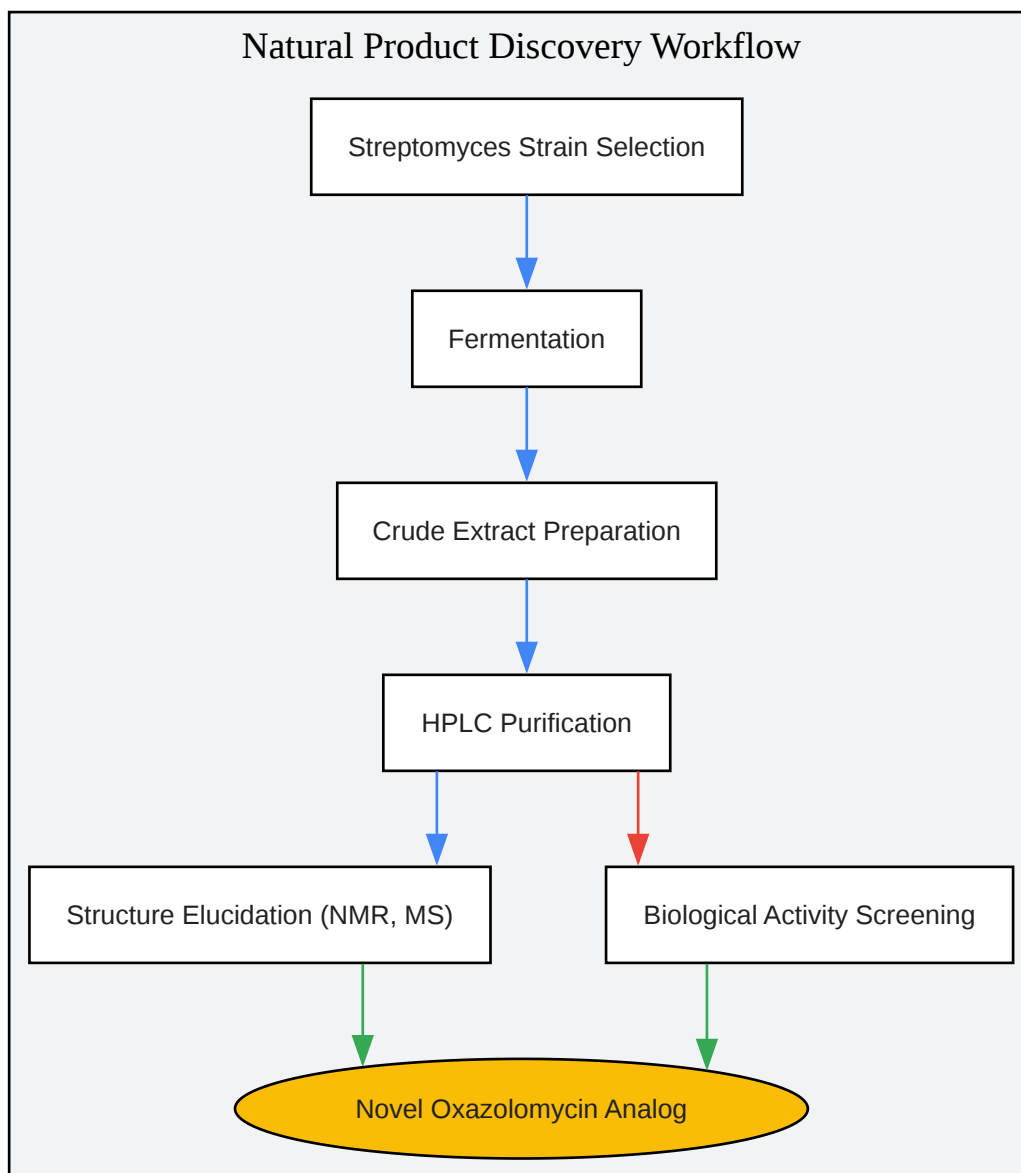 Natural Product Discovery Workflow
Streptomyces Strain Selection
Fermentation
Crude Extract Preparation
HPLC Purification
Structure Elucidation (NMR, MS)
Biological Activity Screening
Novel Oxazolomycin Analog